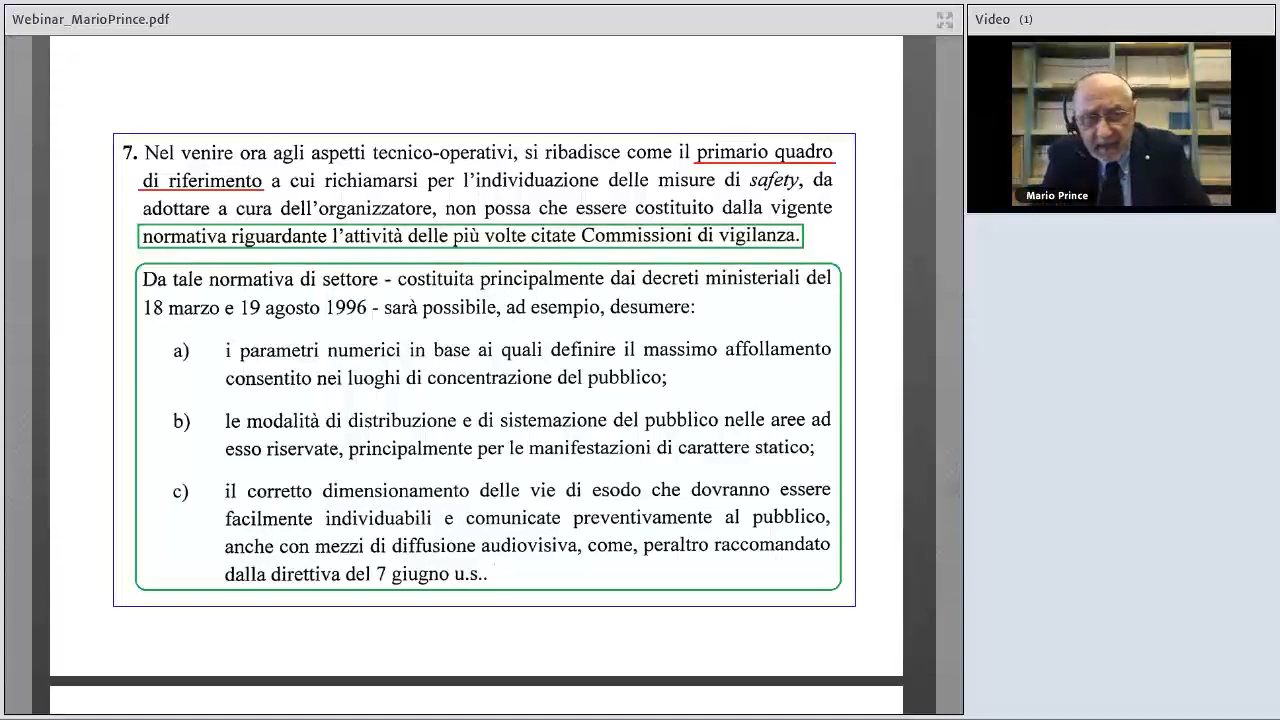 Webinar_MarioPrince.pdf
Video (1)
Mario Prince
7. Nel venire ora agli aspetti tecnico-operativi, si ribadisce come il primario quadro
di riferimento a cui richiamarsi per l'individuazione delle misure di safety, da
adottare a cura dell'organizzatore, non possa che essere costituito dalla vigente
normativa riguardante l'attività delle più volte citate Commissioni di vigilanza.
Da tale normativa di settore - costituita principalmente dai decreti ministeriali del
18 marzo e 19 agosto 1996 - sarà possibile, ad esempio, desumere:
a) i parametri numerici in base ai quali definire il massimo affollamento
consentito nei luoghi di concentrazione del pubblico;
b) le modalità di distribuzione e di sistemazione del pubblico nelle aree ad
esso riservate, principalmente per le manifestazioni di carattere statico;
c) il corretto dimensionamento delle vie di esodo che dovranno essere
facilmente individuabili e comunicate preventivamente al pubblico,
anche con mezzi di diffusione audiovisiva, come, peraltro raccomandato
dalla direttiva del 7 giugno u.s..